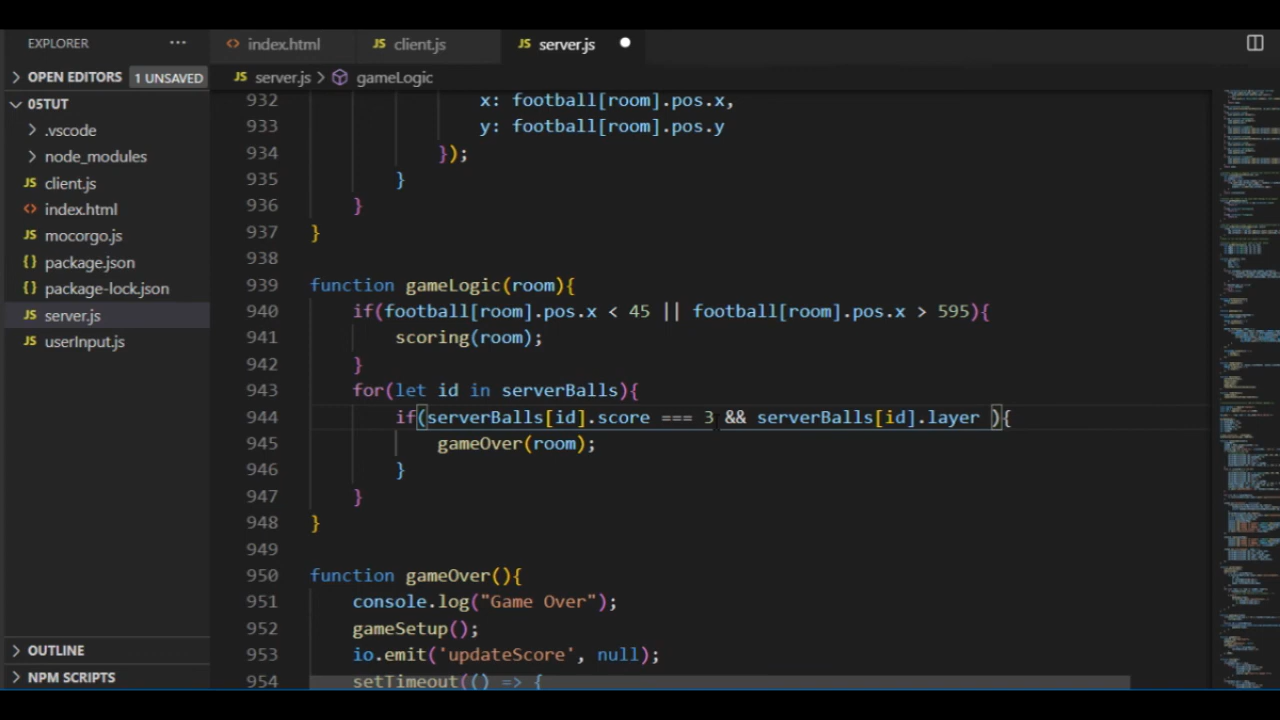 EXPLORER ···
index.html
client.js
server.js
OPEN EDITORS 1 UNSAVED
server.js > gameLogic
05TUT
.vscode
node_modules
client.js
index.html
mocorgo.js
package.json
package-lock.json
server.js
userInput.js
OUTLINE
NPM SCRIPTS
932 x: football[room].pos.x,
933 y: football[room].pos.y
934 });
935 }
936 }
937 }
938
939 function gameLogic(room){
940 if(football[room].pos.x < 45 || football[room].pos.x > 595){
941 scoring(room);
942 }
943 for(let id in serverBalls){
944 if(serverBalls[id].score === 3 && serverBalls[id].layer ){
945 gameOver(room);
946 }
947 }
948 }
949
950 function gameOver(){
951 console.log("Game Over");
952 gameSetup();
953 io.emit('updateScore', null);
954 setTimeout(() => {